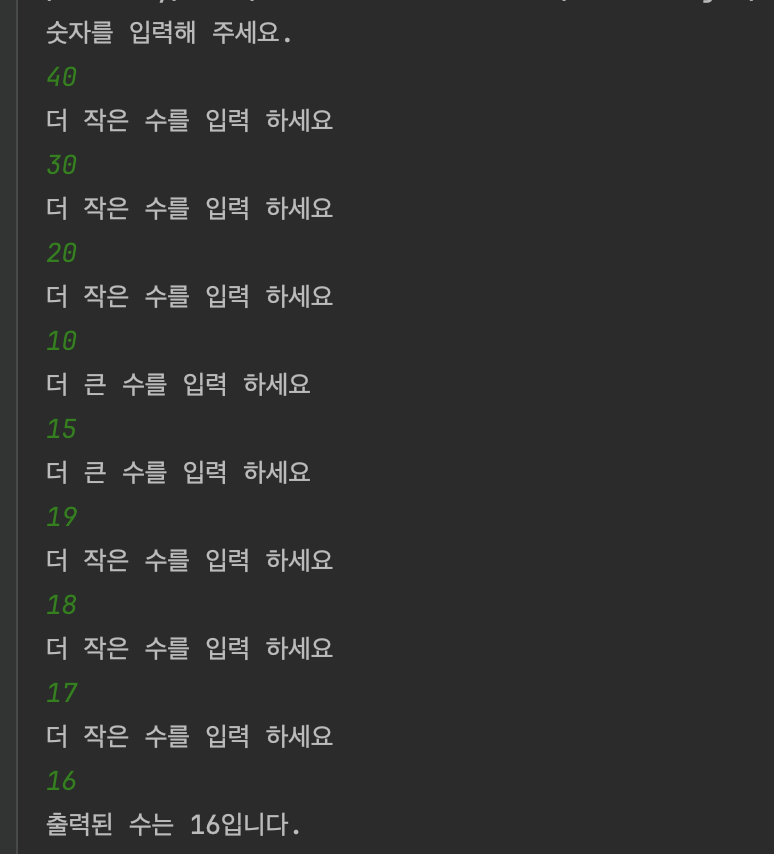 숫자를 입력해 주세요.
40
더 작은 수를 입력 하세요
30
더 작은 수를 입력 하세요
20
더 작은 수를 입력 하세요
10
더 큰 수를 입력 하세요
15
더 큰 수를 입력 하세요
19
더 작은 수를 입력 하세요
18
더 작은 수를 입력 하세요
17
더 작은 수를 입력 하세요
16
출력된 수는 16입니다.